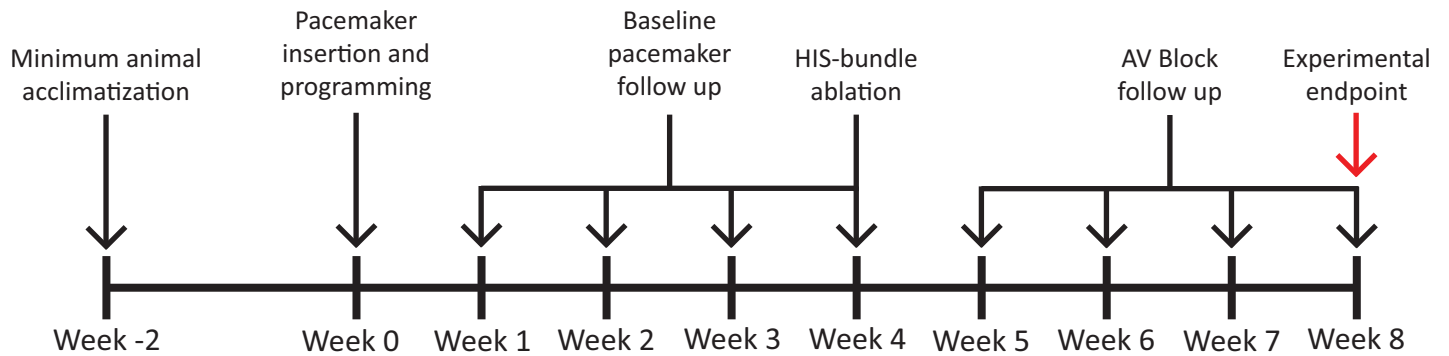 Minimum animal
acclimatization
Pacemaker
insertion and
programming
Baseline
pacemaker
follow up
HIS-bundle
ablation
AV Block
follow up
Experimental
endpoint
Week -2
Week 0
Week 1
Week 2
Week 3
Week 4
Week 5
Week 6
Week 7
Week 8